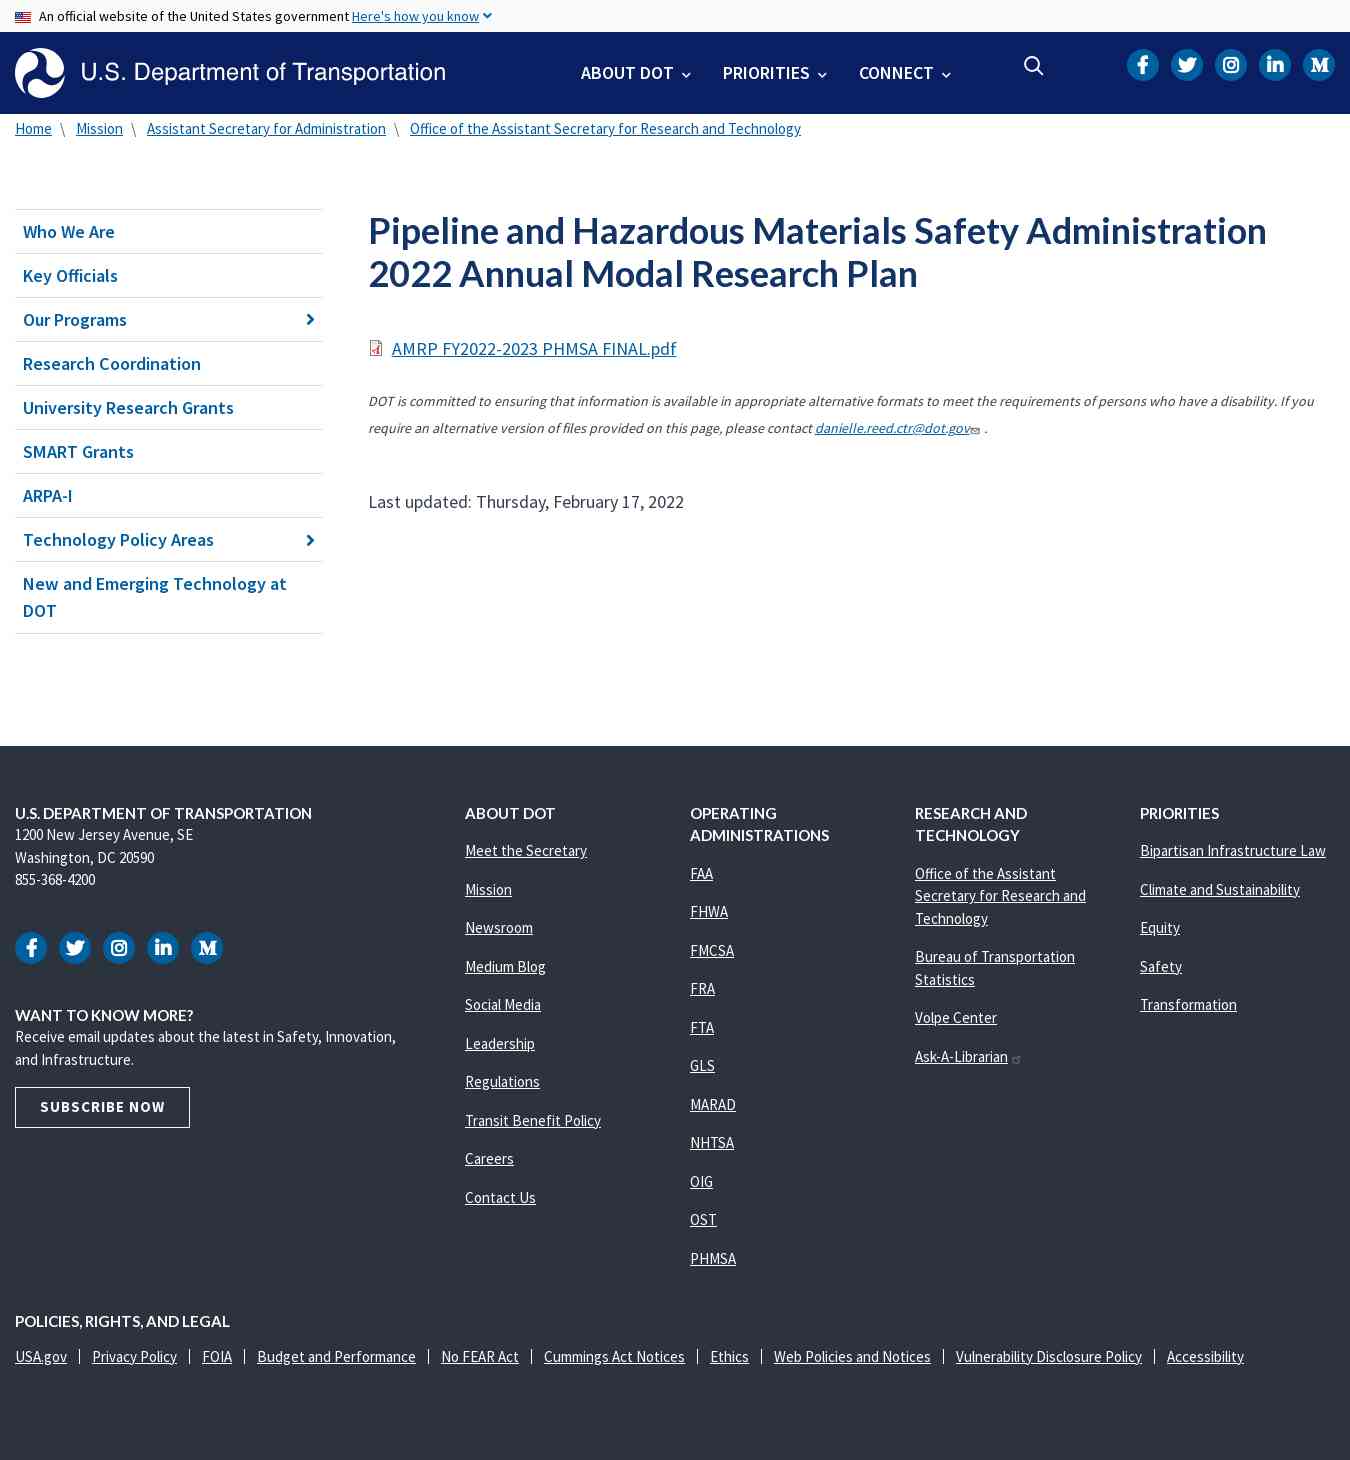 An official website of the United States government Here's how you know
U.S. Department of Transportation
ABOUT DOT
PRIORITIES
CONNECT
Home \ Mission \ Assistant Secretary for Administration \ Office of the Assistant Secretary for Research and Technology
Who We Are
Key Officials
Our Programs
Research Coordination
University Research Grants
SMART Grants
ARPA-I
Technology Policy Areas
New and Emerging Technology at
DOT
Pipeline and Hazardous Materials Safety Administration
2022 Annual Modal Research Plan
AMRP FY2022-2023 PHMSA FINAL.pdf
DOT is committed to ensuring that information is available in appropriate alternative formats to meet the requirements of persons who have a disability. If you
require an alternative version of files provided on this page, please contact danielle.reed.ctr@dot.gov .
Last updated: Thursday, February 17, 2022
U.S. DEPARTMENT OF TRANSPORTATION
1200 New Jersey Avenue, SE
Washington, DC 20590
855-368-4200
WANT TO KNOW MORE?
Receive email updates about the latest in Safety, Innovation,
and Infrastructure.
SUBSCRIBE NOW
ABOUT DOT
Meet the Secretary
Mission
Newsroom
Medium Blog
Social Media
Leadership
Regulations
Transit Benefit Policy
Careers
Contact Us
OPERATING
ADMINISTRATIONS
FAA
FHWA
FMCSA
FRA
FTA
GLS
MARAD
NHTSA
OIG
OST
PHMSA
RESEARCH AND
TECHNOLOGY
Office of the Assistant
Secretary for Research and
Technology
Bureau of Transportation
Statistics
Volpe Center
Ask-A-Librarian
PRIORITIES
Bipartisan Infrastructure Law
Climate and Sustainability
Equity
Safety
Transformation
POLICIES, RIGHTS, AND LEGAL
USA.gov | Privacy Policy | FOIA | Budget and Performance | No FEAR Act | Cummings Act Notices | Ethics | Web Policies and Notices | Vulnerability Disclosure Policy | Accessibility